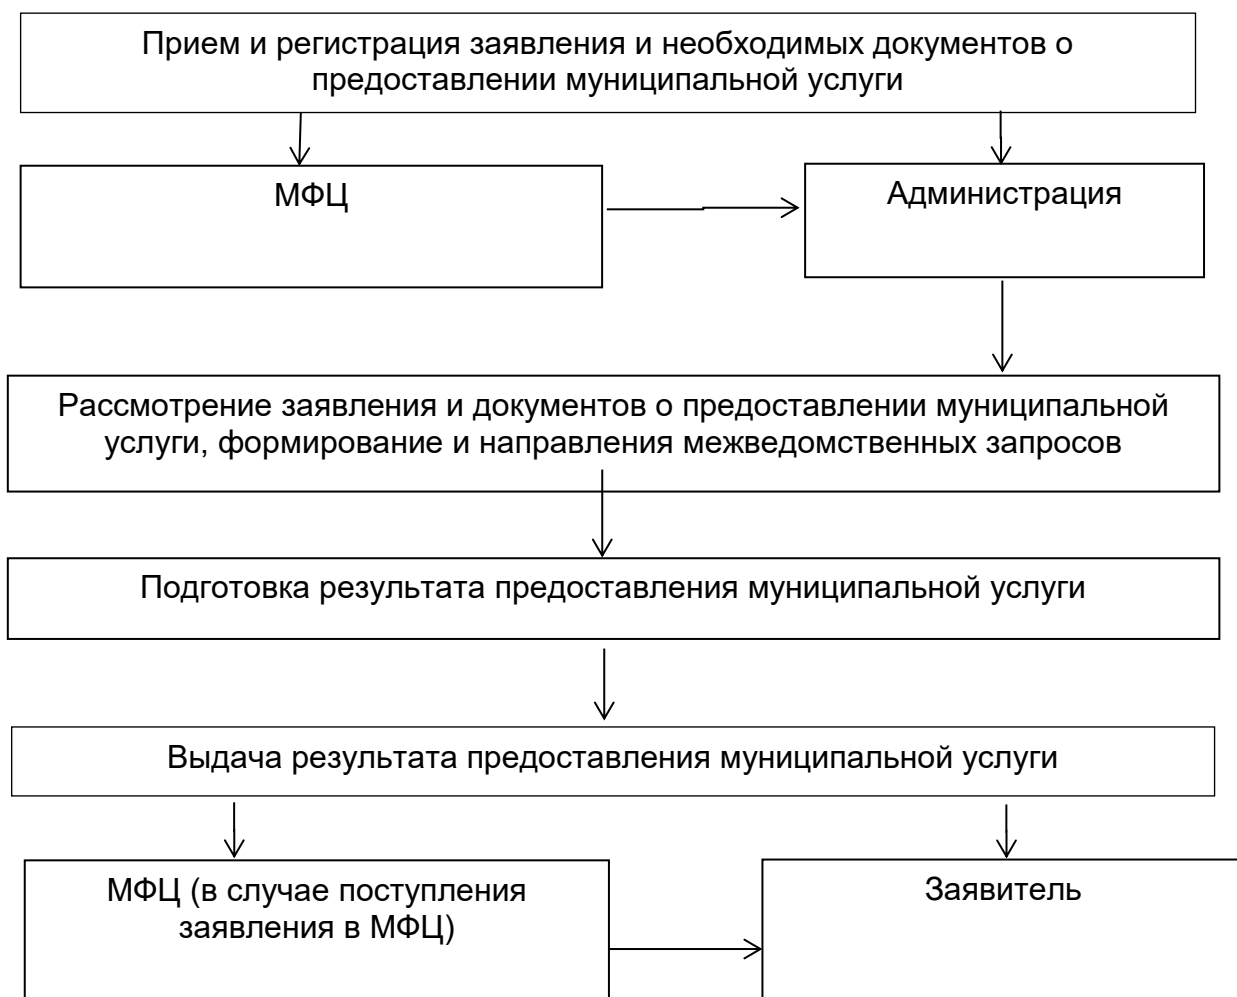 Прием и регистрация заявления и необходимых документов о
предоставлении муниципальной услуги
МФЦ
Администрация
Рассмотрение заявления и документов о предоставлении муниципальной
услуги, формирование и направления межведомственных запросов
Подготовка результата предоставления муниципальной услуги
Выдача результата предоставления муниципальной услуги
МФЦ (в случае поступления
заявления в МФЦ)
Заявитель